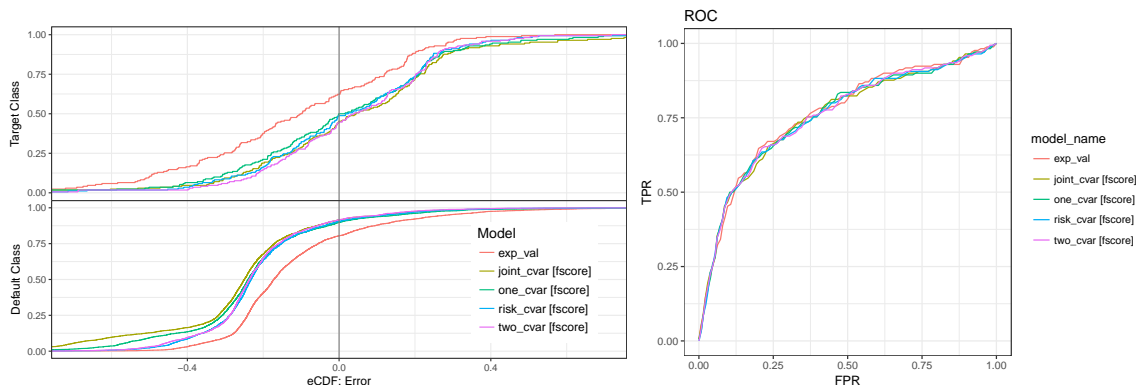 Target Class
1.00
0.75
0.50
0.25
0.00
Default Class
1.00
0.75
0.50
0.25
0.00
Model
exp_val
joint_cvar [fscore]
one_cvar [fscore]
risk_cvar [fscore]
two_cvar [fscore]
−0.4
0.0
0.4
eCDF: Error
ROC
TPR
1.00
0.75
0.50
0.25
0.00
0.00
0.25
0.50
0.75
1.00
FPR
model_name
exp_val
joint_cvar [fscore]
one_cvar [fscore]
risk_cvar [fscore]
two_cvar [fscore]